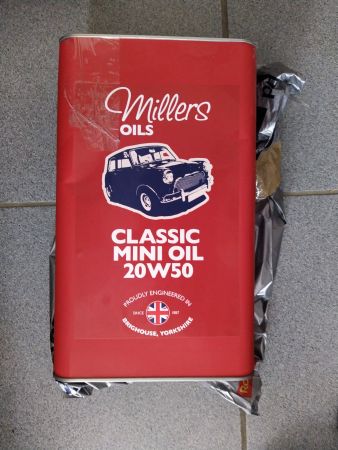 Millers
OILS
CLASSIC
MINI OIL
20W50
PROUDLY ENGINEERED IN
SINCE 1887
BRIGHOUSE, YORKSHIRE